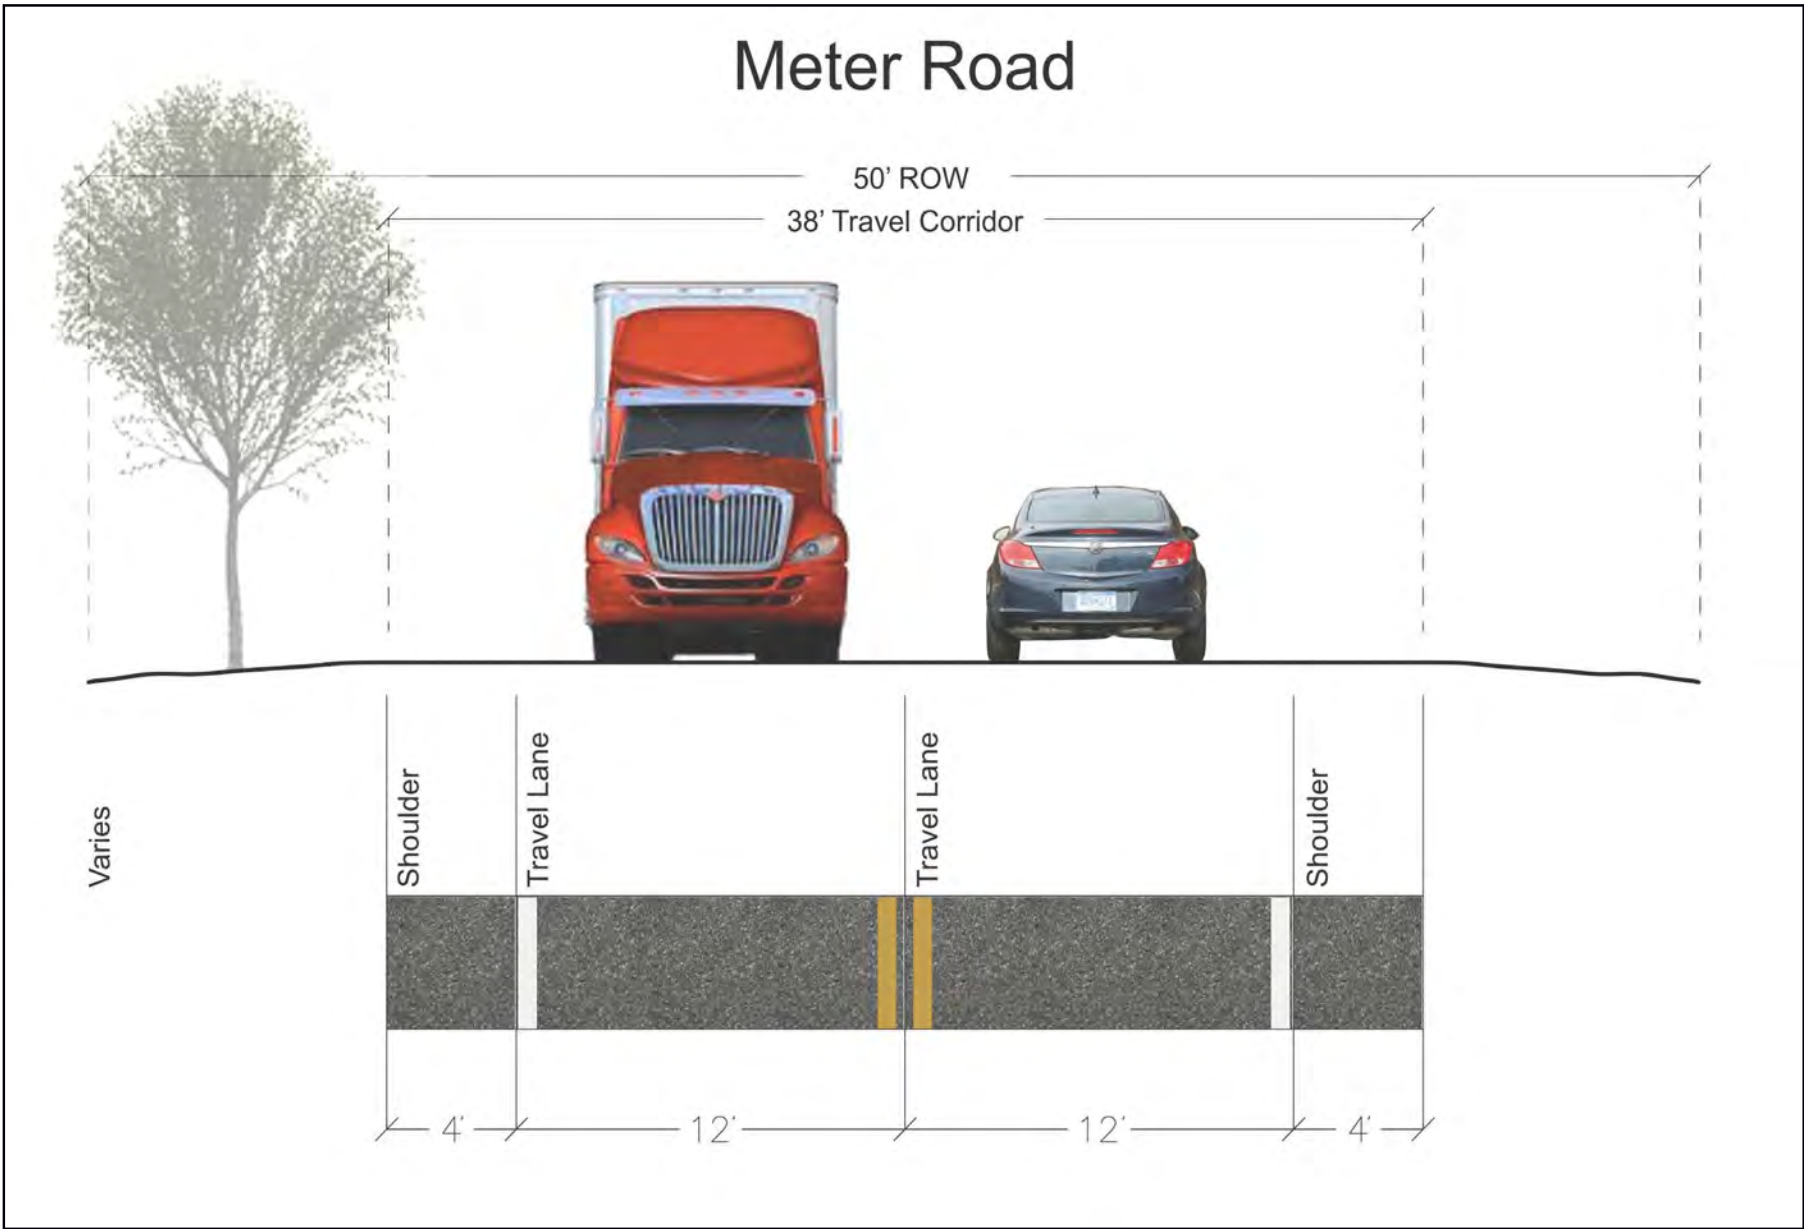 Meter Road
50’ ROW
38’ Travel Corridor
Varies
Shoulder
Travel Lane
Travel Lane
Shoulder
4’
12’
12’
4’